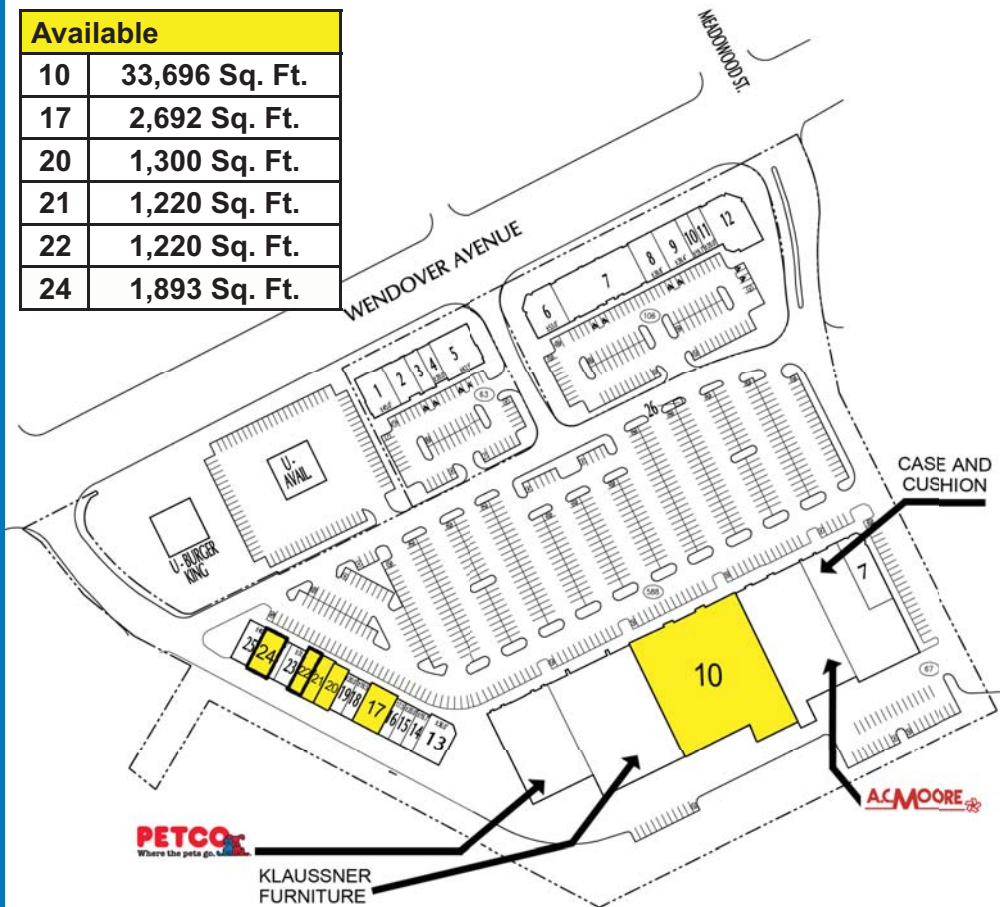 Available
10 33,696 Sq. Ft.
17 2,692 Sq. Ft.
20 1,300 Sq. Ft.
21 1,220 Sq. Ft.
22 1,220 Sq. Ft.
24 1,893 Sq. Ft.
MEADOWOOD ST.
WENDOVER AVENUE
6
7
8
9
10
11
12
106
1
2
3
4
5
63
26
U-
AVAIL
U-BURGER
KING
CASE AND
CUSHION
7
588
10
67
25
24
23
22
21
20
19
18
17
16
15
14
13
A.C.MOORE
PETCO
Where the pets go.
KLAUSSNER
FURNITURE